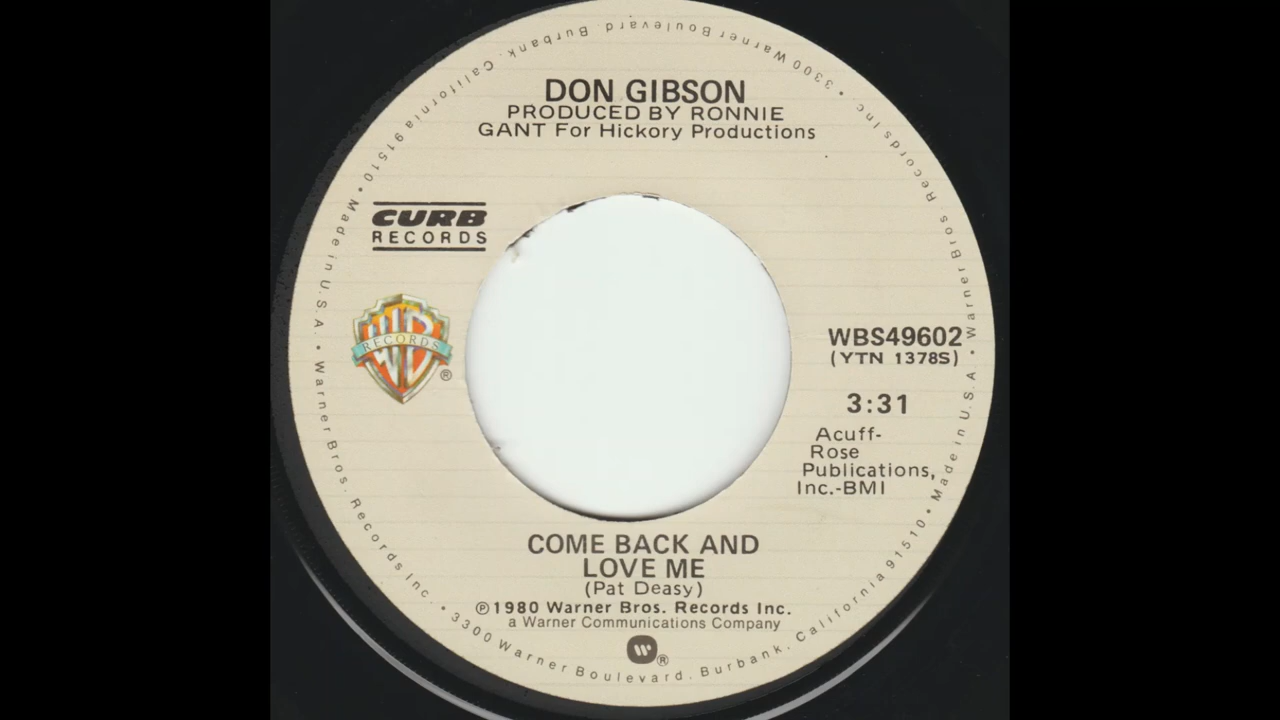 DON GIBSON
PRODUCED BY RONNIE
GANT For Hickory Productions
CURB
RECORDS
WB
RECORDS
®
WBS49602
(YTN 1378S)
3:31
Acuff-
Rose
Publications,
Inc.-BMI
COME BACK AND
LOVE ME
(Pat Deasy)
℗1980 Warner Bros. Records Inc.
a Warner Communications Company
W®
Warner Bros. Records Inc. • 3300 Warner Boulevard. Burbank. California 91510 • Made in U.S.A. •
Warner Bros. Records Inc. • 3300 Warner Boulevard. Burbank. California 91510 • Made in U.S.A. •